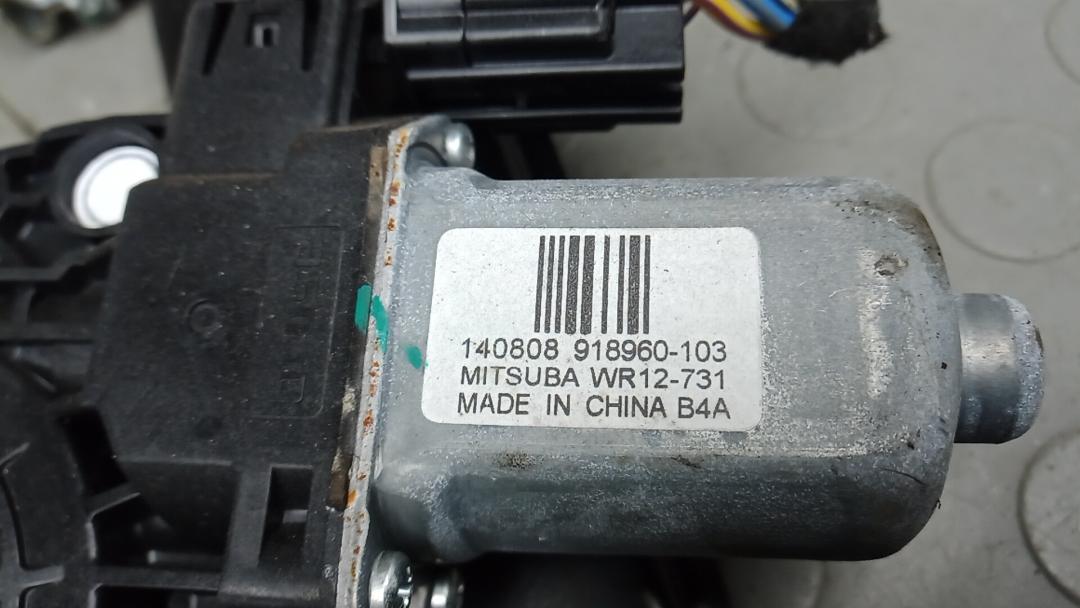 140808 918960-103
MITSUBA WR12-731
MADE IN CHINA B4A